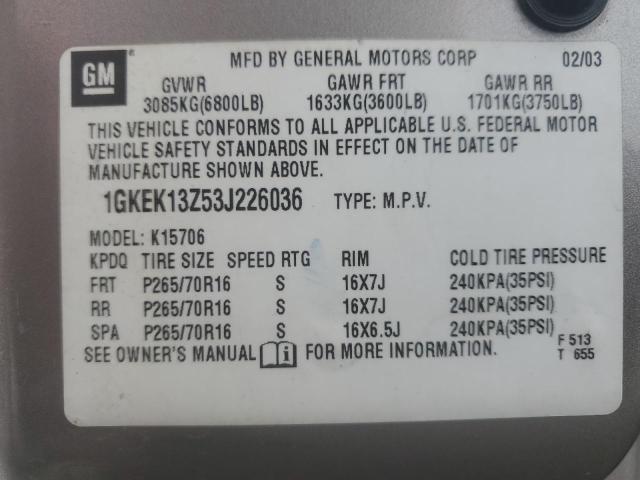 GM
MFD BY GENERAL MOTORS CORP 02/03
GVWR GAWR FRT GAWR RR
3085KG(6800LB) 1633KG(3600LB) 1701KG(3750LB)
THIS VEHICLE CONFORMS TO ALL APPLICABLE U.S. FEDERAL MOTOR
VEHICLE SAFETY STANDARDS IN EFFECT ON THE DATE OF
MANUFACTURE SHOWN ABOVE.
1GKEK13Z53J226036 TYPE: M.P.V.
MODEL: K15706
KPDQ TIRE SIZE SPEED RTG RIM COLD TIRE PRESSURE
FRT P265/70R16 S 16X7J 240KPA(35PSI)
RR P265/70R16 S 16X7J 240KPA(35PSI)
SPA P265/70R16 S 16X6.5J 240KPA(35PSI)
SEE OWNER'S MANUAL i FOR MORE INFORMATION.
F 513
T 655